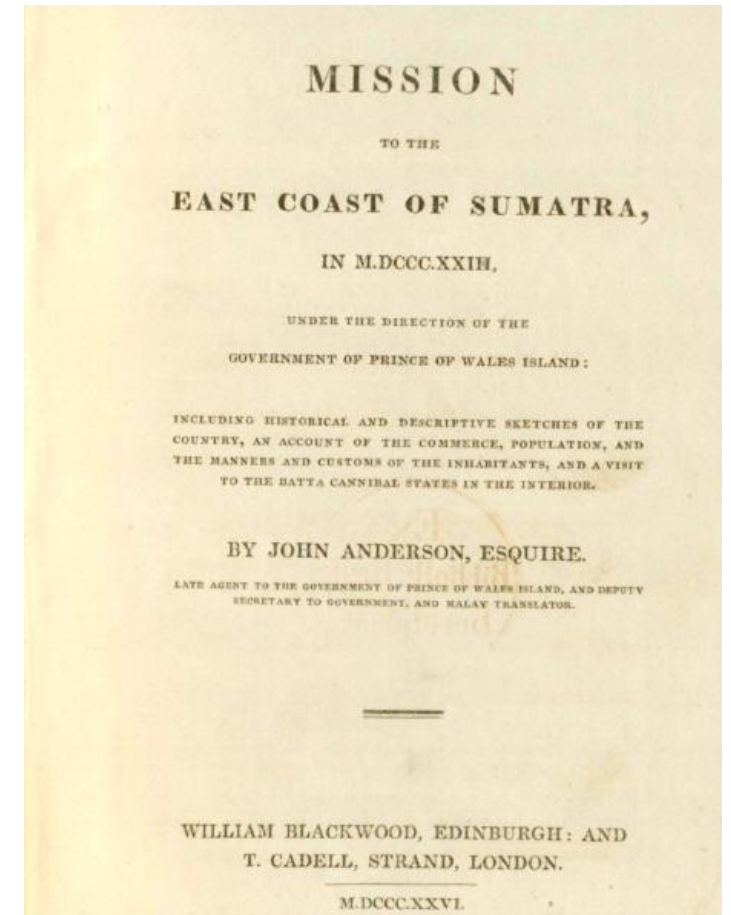 MISSION
TO THE
EAST COAST OF SUMATRA,
IN M.DCCC.XXIII,
UNDER THE DIRECTION OF THE
GOVERNMENT OF PRINCE OF WALES ISLAND:
INCLUDING HISTORICAL AND DESCRIPTIVE SKETCHES OF THE
COUNTRY, AN ACCOUNT OF THE COMMERCE, POPULATION, AND
THE MANNERS AND CUSTOMS OF THE INHABITANTS, AND A VISIT
TO THE BATTA CANNIBAL STATES IN THE INTERIOR.
BY JOHN ANDERSON, ESQUIRE.
LATE AGENT TO THE GOVERNMENT OF PRINCE OF WALES ISLAND, AND DEPUTY
SECRETARY TO GOVERNMENT, AND MALAY TRANSLATOR.
WILLIAM BLACKWOOD, EDINBURGH: AND
T. CADELL, STRAND, LONDON.
M.DCCC.XXVI.